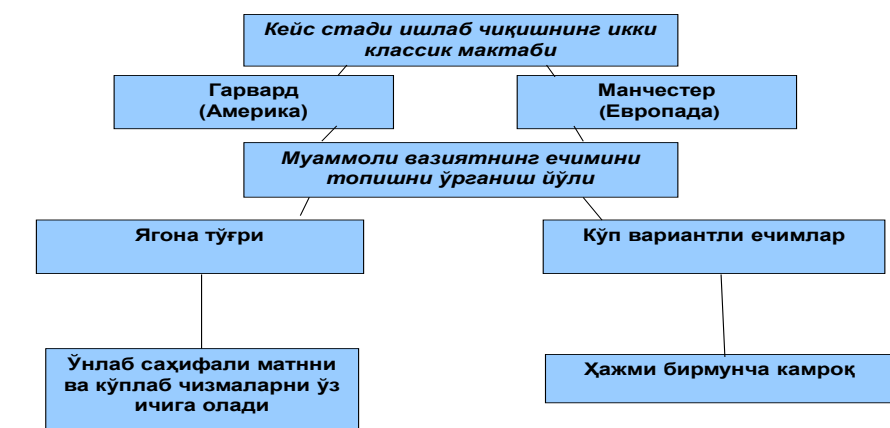 Кейс стади ишлаб чиқишнинг икки
классик мактаби
Гарвард
(Америка)
Манчестер
(Европада)
Муаммоли вазиятнинг ечимини
топишни ўрганиш йўли
Ягона тўғри
Кўп вариантли ечимлар
Ўнлаб саҳифали матнни
ва кўплаб чизмаларни ўз
ичига олади
Ҳажми бирмунча камроқ